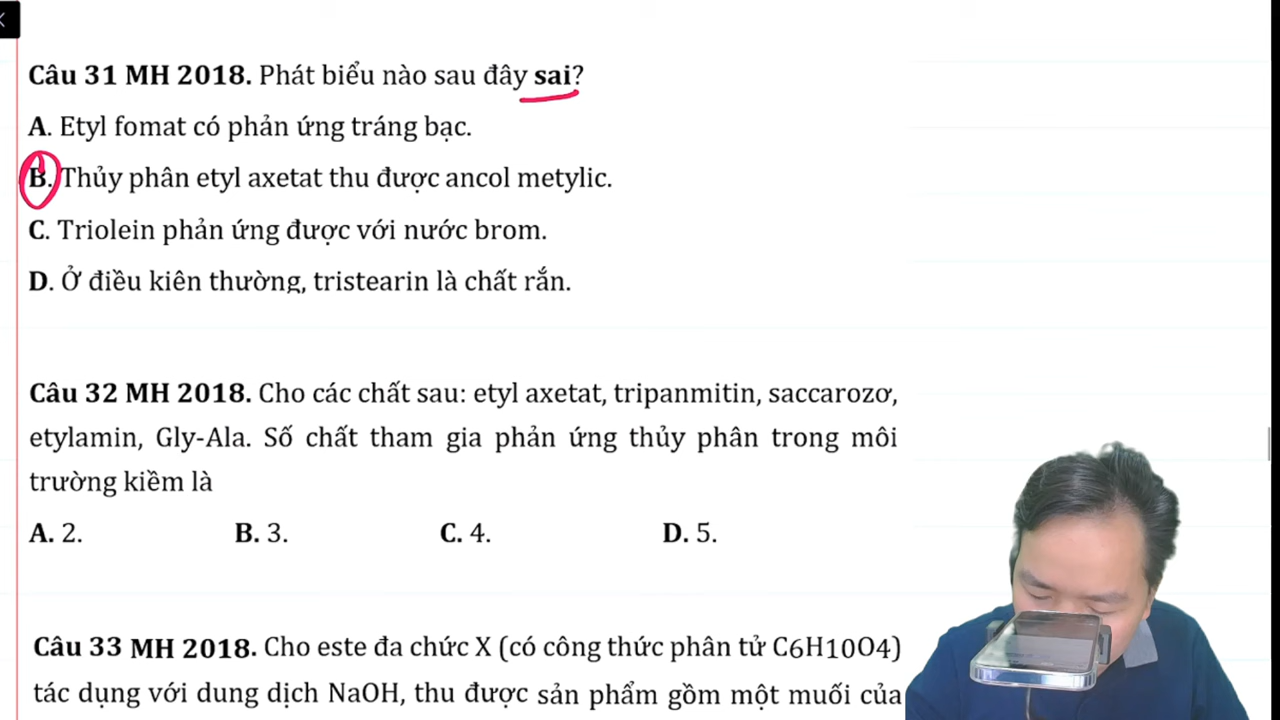 Câu 31 MH 2018. Phát biểu nào sau đây sai?
A. Etyl fomat có phản ứng tráng bạc.
B. Thủy phân etyl axetat thu được ancol metylic.
C. Triolein phản ứng được với nước brom.
D. Ở điều kiên thường, tristearin là chất rắn.
Câu 32 MH 2018. Cho các chất sau: etyl axetat, tripanmitin, saccarozơ,
etylamin, Gly-Ala. Số chất tham gia phản ứng thủy phân trong môi
trường kiềm là
A. 2. B. 3. C. 4. D. 5.
Câu 33 MH 2018. Cho este đa chức X (có công thức phân tử C6H10O4)
tác dụng với dung dịch NaOH, thu được sản phẩm gồm một muối của